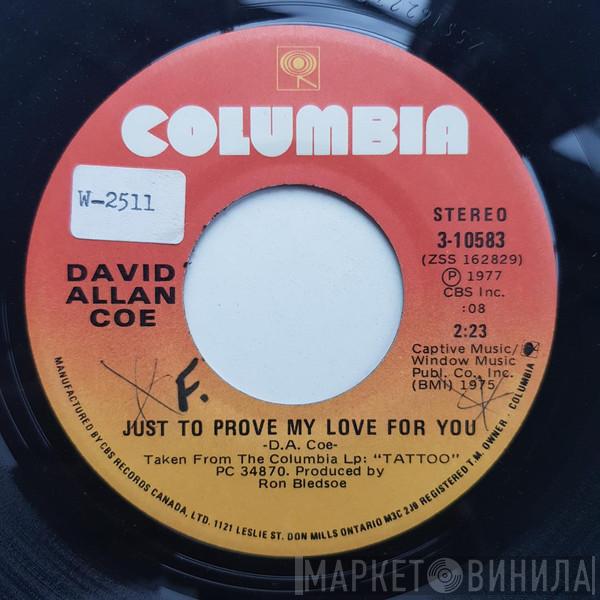 COLUMBIA
W-2511
STEREO
3-10583
(ZSS 162829)
Ⓟ 1977
CBS Inc.
:08
2:23
Captive Music/
Window Music
Publ. Co., Inc.
(BMI) 1975
DAVID
ALLAN
COE
F.
JUST TO PROVE MY LOVE FOR YOU
-D.A. Coe-
Taken From The Columbia Lp: "TATTOO"
PC 34870. Produced by
Ron Bledsoe
MANUFACTURED BY CBS RECORDS CANADA, LTD. 1121 LESLIE ST. DON MILLS ONTARIO M3C 2J8 REGISTERED T.M. OWNER · COLUMBIA
МАРКЕТ ВИНИЛА